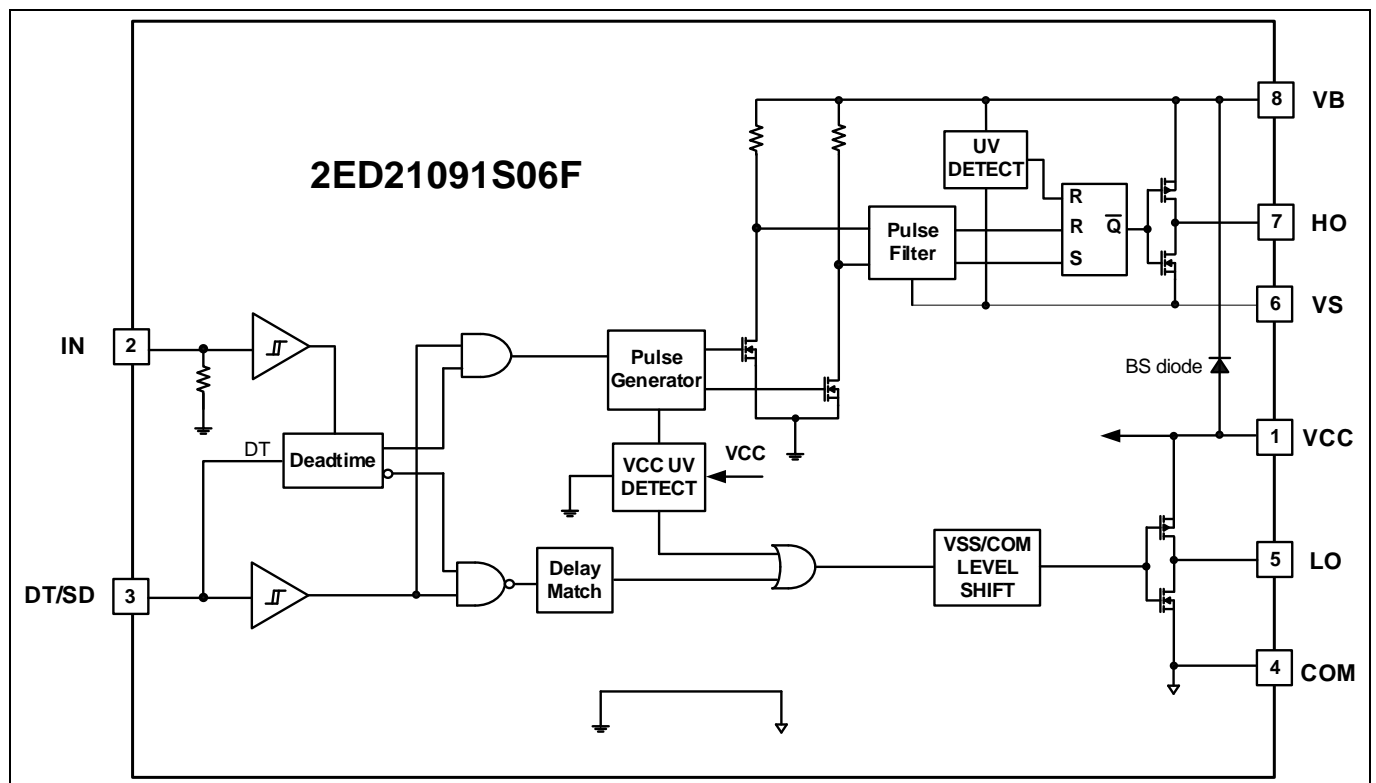 2ED21091S06F
8
VB
UV
DETECT
R
R
S
Q̅
Pulse
Filter
7
HO
6
VS
IN
2
Pulse
Generator
BS diode
DT
Deadtime
VCC UV
DETECT
VCC
1
VCC
DT/SD
3
Delay
Match
VSS/COM
LEVEL
SHIFT
5
LO
4
COM